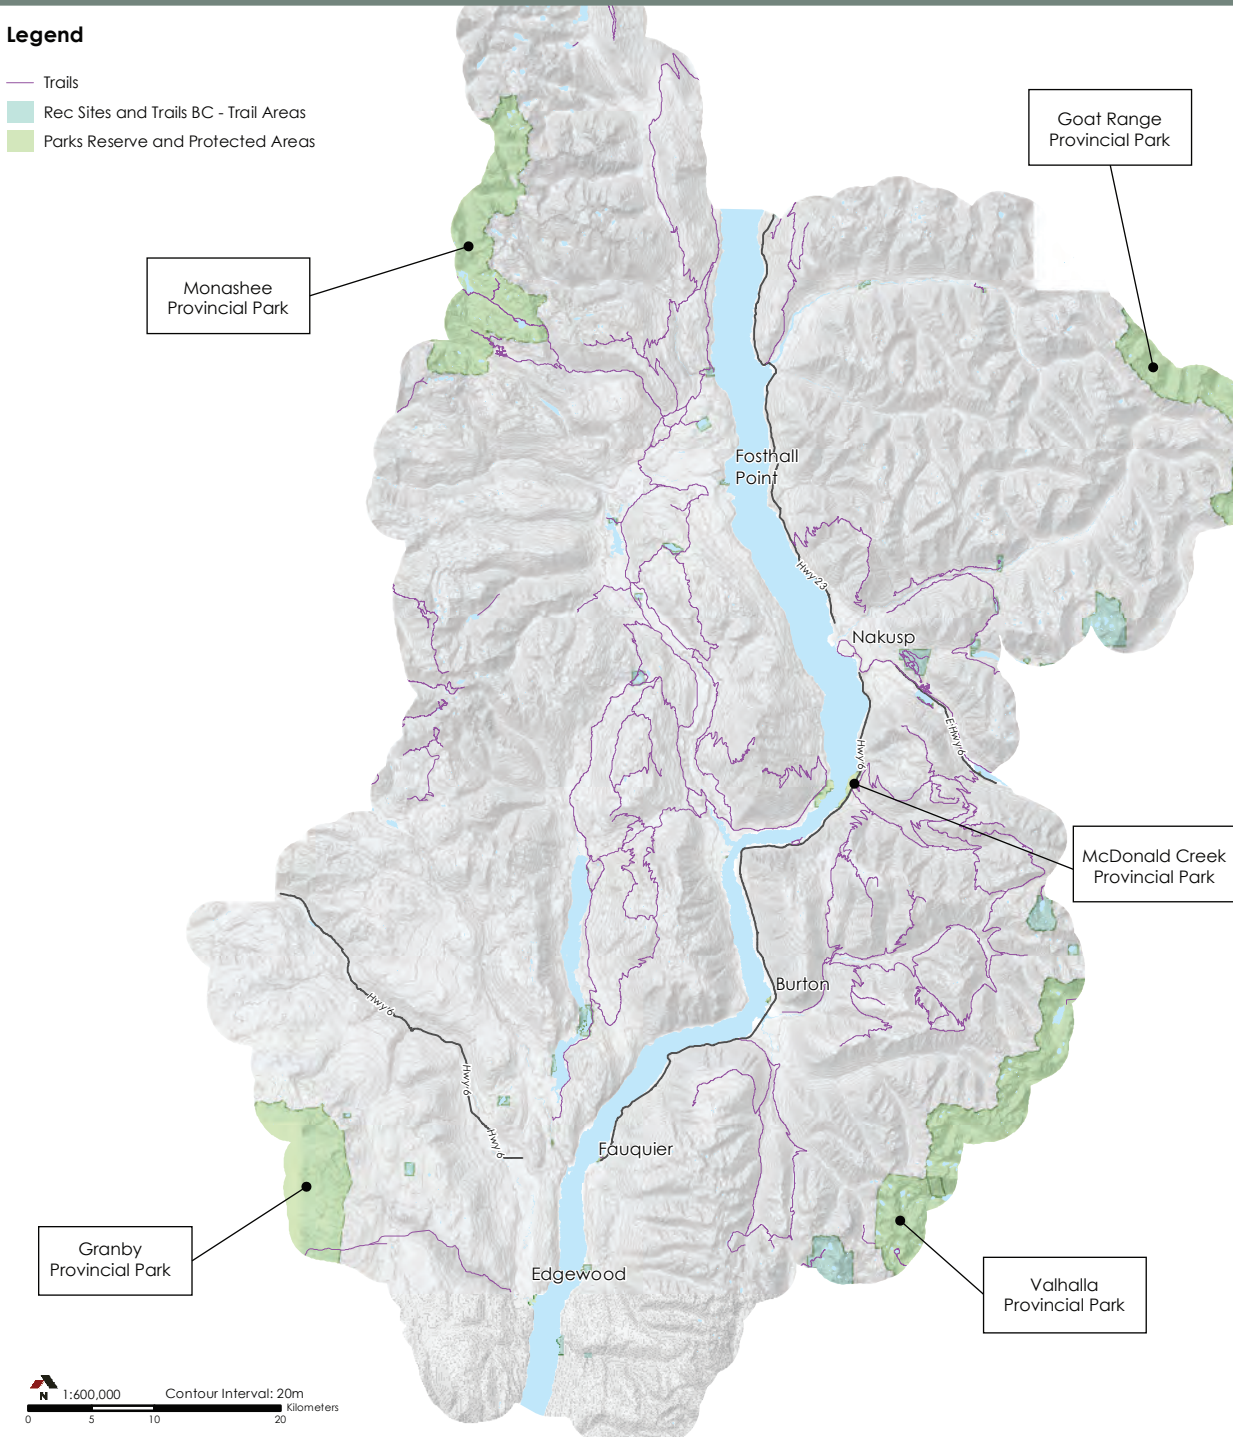 Legend
Trails
Rec Sites and Trails BC - Trail Areas
Parks Reserve and Protected Areas
Goat Range
Provincial Park
Monashee
Provincial Park
Fosthall
Point
Hwy 23
Nakusp
E Hwy 6
Hwy 6
McDonald Creek
Provincial Park
Burton
Hwy 6
Hwy 6
Hwy 6
Fauquier
Granby
Provincial Park
Edgewood
Valhalla
Provincial Park
N
1:600,000
Contour Interval: 20m
Kilometers
0 5 10 20